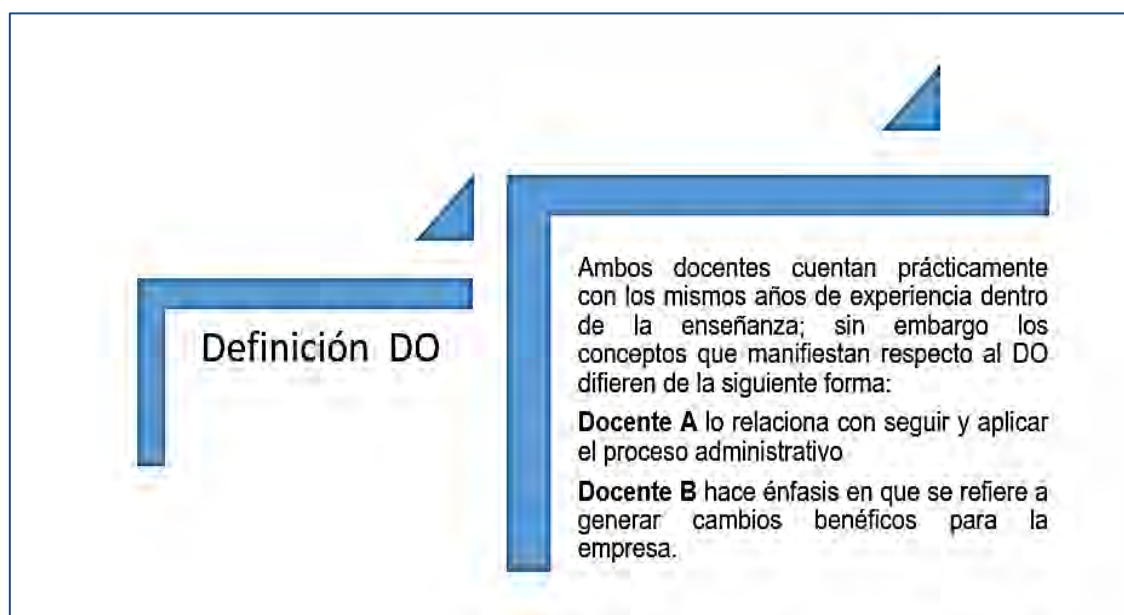 Definición DO
Ambos docentes cuentan prácticamente
con los mismos años de experiencia dentro
de la enseñanza; sin embargo los
conceptos que manifiestan respecto al DO
difieren de la siguiente forma:
Docente A lo relaciona con seguir y aplicar
el proceso administrativo
Docente B hace énfasis en que se refiere a
generar cambios benéficos para la
empresa.